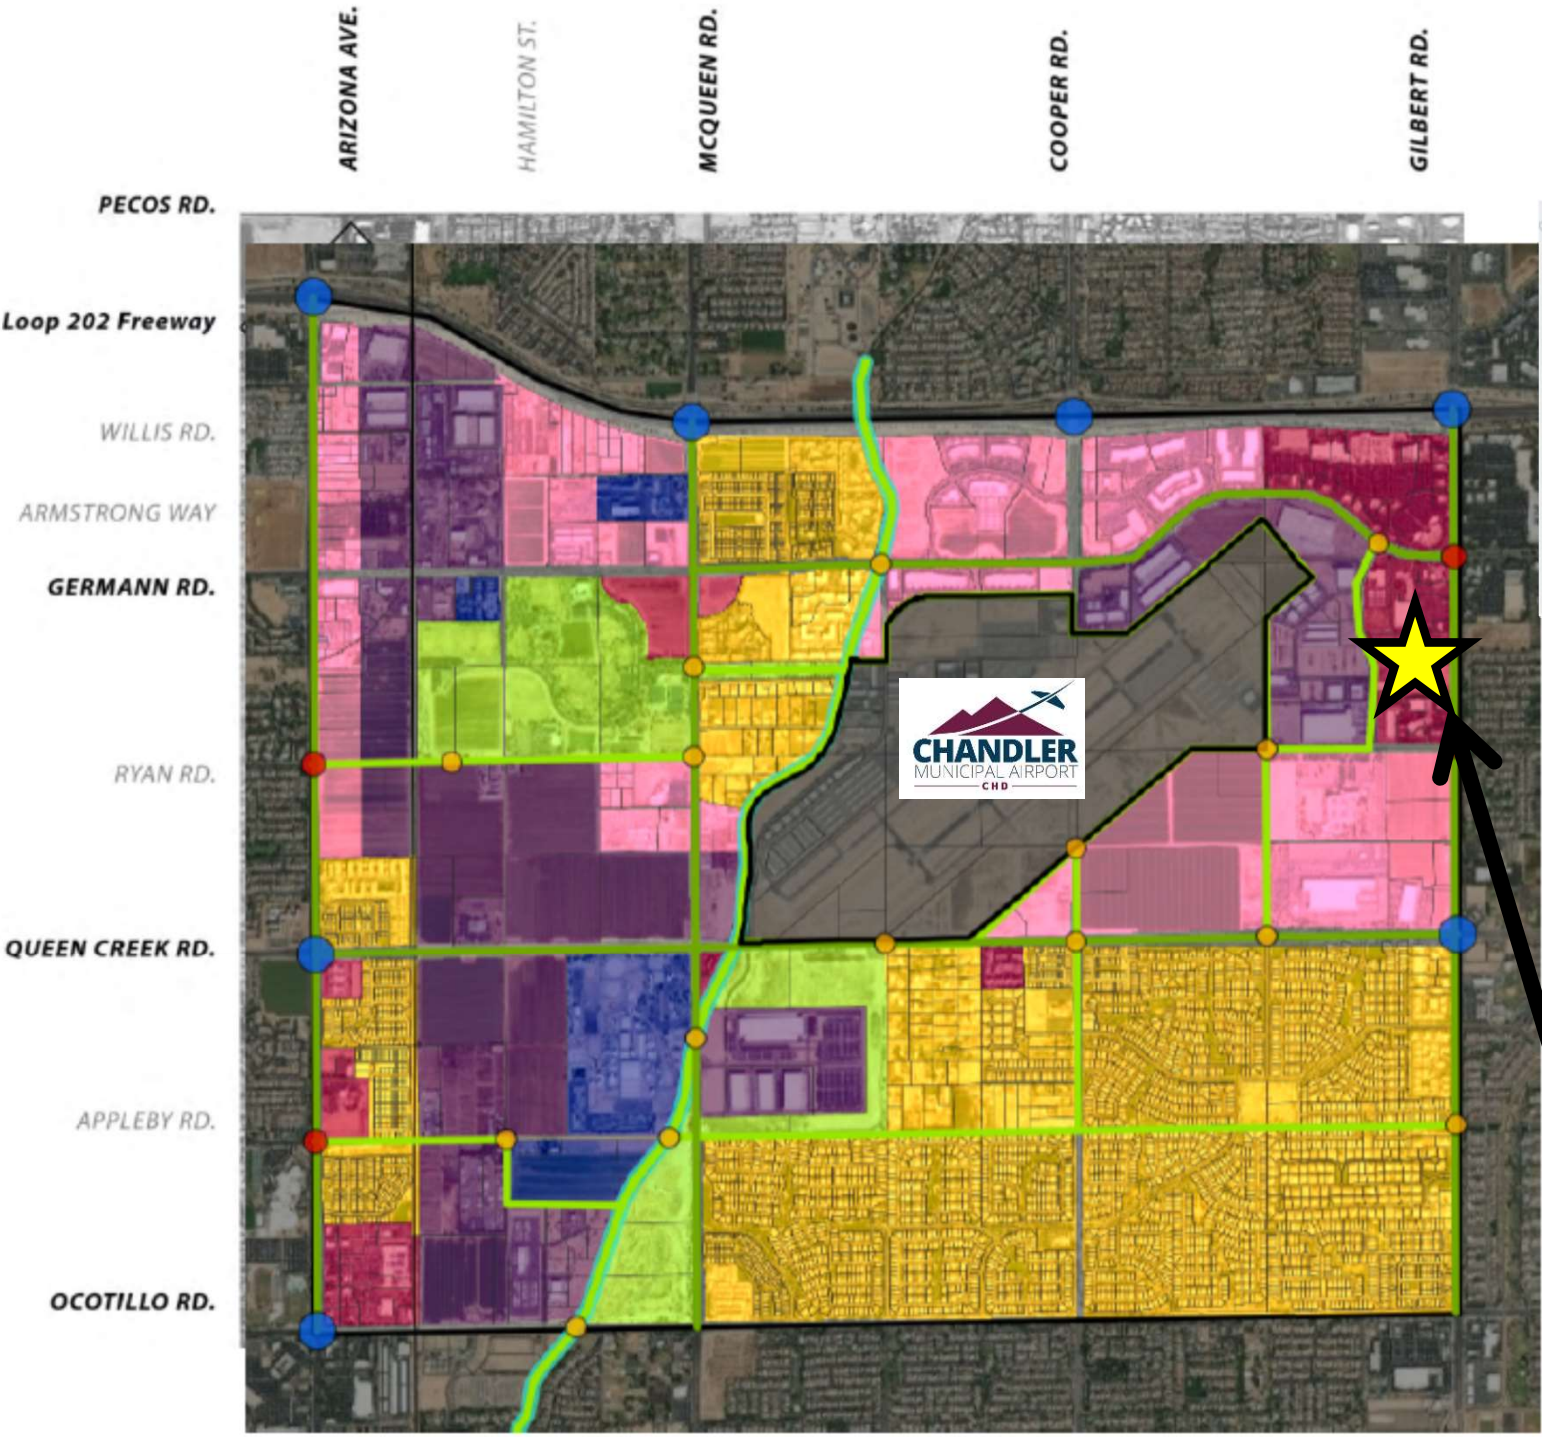 ARIZONA AVE.
HAMILTON ST.
MCQUEEN RD.
COOPER RD.
GILBERT RD.
PECOS RD.
Loop 202 Freeway
WILLIS RD.
ARMSTRONG WAY
GERMANN RD.
CHANDLER
MUNICIPAL AIRPORT
CHD
RYAN RD.
QUEEN CREEK RD.
APPLEBY RD.
OCOTILLO RD.